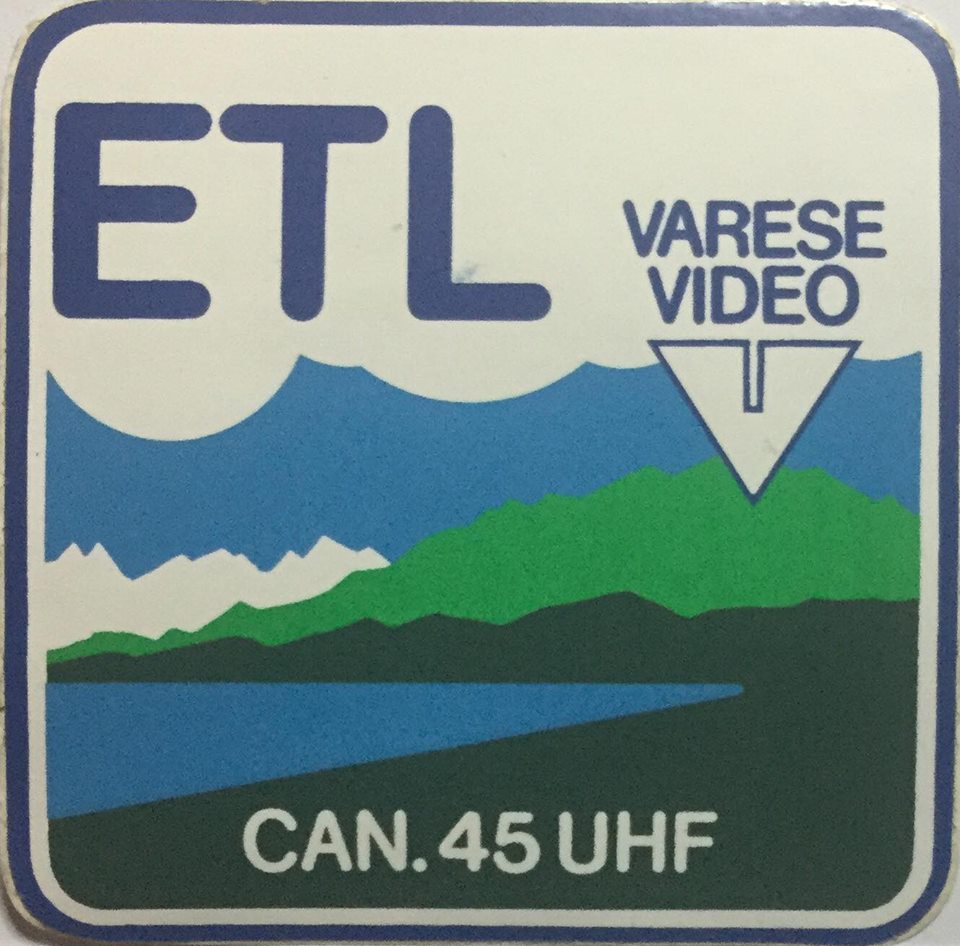 ETL
VARESE
VIDEO
CAN. 45 UHF